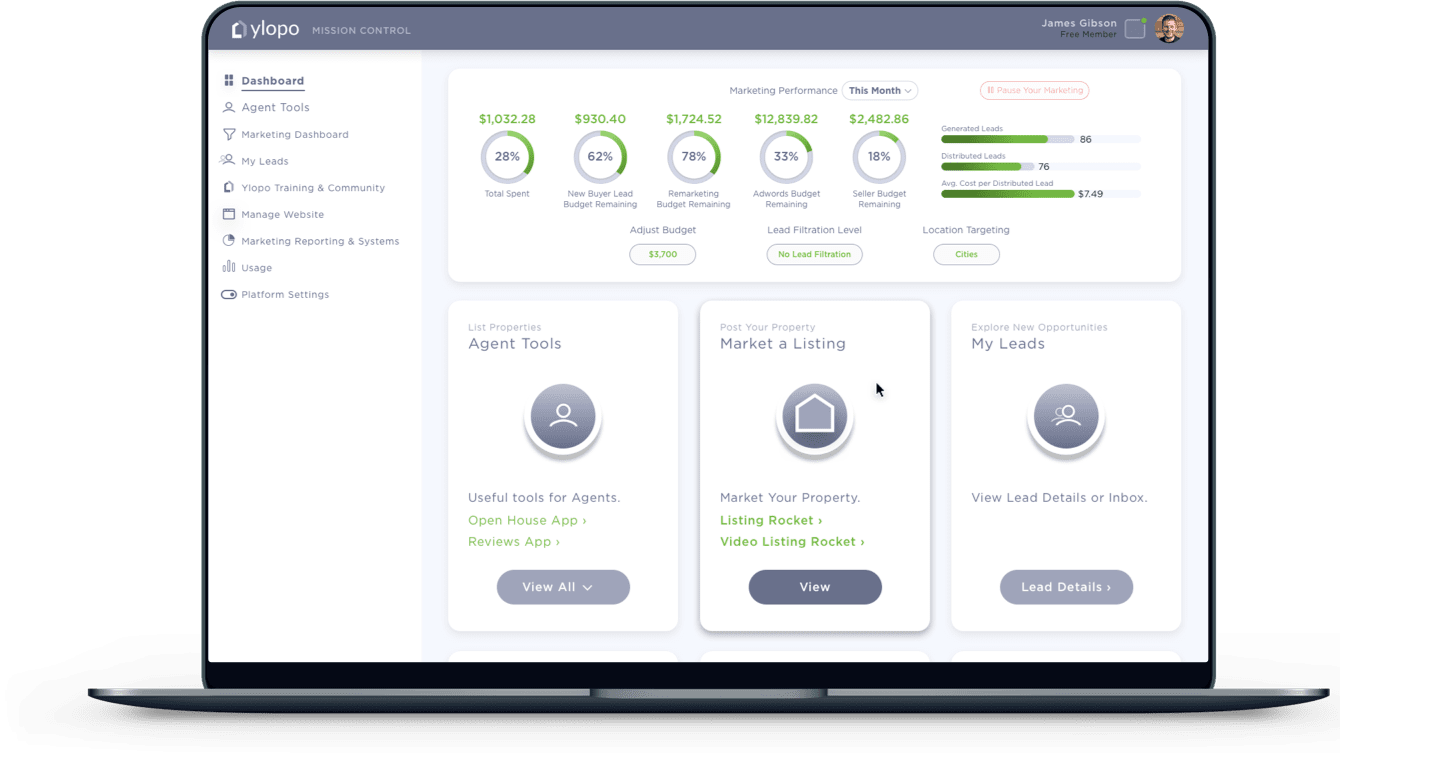 ylopo MISSION CONTROL
James Gibson
Free Member
Dashboard
Agent Tools
Marketing Dashboard
My Leads
Ylopo Training & Community
Manage Website
Marketing Reporting & Systems
Usage
Platform Settings
Marketing Performance This Month
Pause Your Marketing
$1,032.28
28%
Total Spent
$930.40
62%
New Buyer Lead
Budget Remaining
$1,724.52
78%
Remarketing
Budget Remaining
$12,839.82
33%
Adwords Budget
Remaining
$2,482.86
18%
Seller Budget
Remaining
Generated Leads
86
Distributed Leads
76
Avg. Cost per Distributed Lead
$7.49
Adjust Budget
$3,700
Lead Filtration Level
No Lead Filtration
Location Targeting
Cities
List Properties
Agent Tools
Useful tools for Agents.
Open House App ›
Reviews App ›
View All
Post Your Property
Market a Listing
Market Your Property.
Listing Rocket ›
Video Listing Rocket ›
View
Explore New Opportunities
My Leads
View Lead Details or Inbox.
Lead Details ›